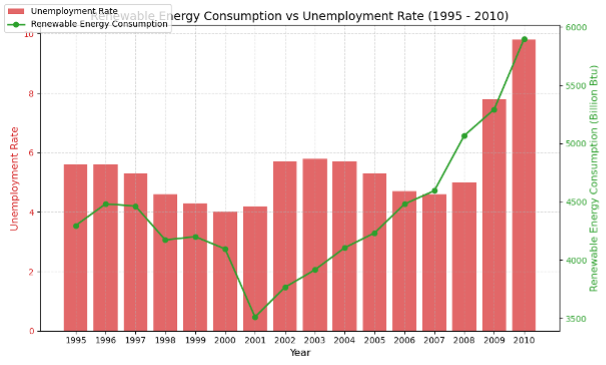 Renewable Energy Consumption vs Unemployment Rate (1995 - 2010)
Unemployment Rate
Renewable Energy Consumption
10
8
6
4
2
0
Unemployment Rate
6000
5500
5000
4500
4000
3500
Renewable Energy Consumption (Billion Btu)
1995 1996 1997 1998 1999 2000 2001 2002 2003 2004 2005 2006 2007 2008 2009 2010
Year